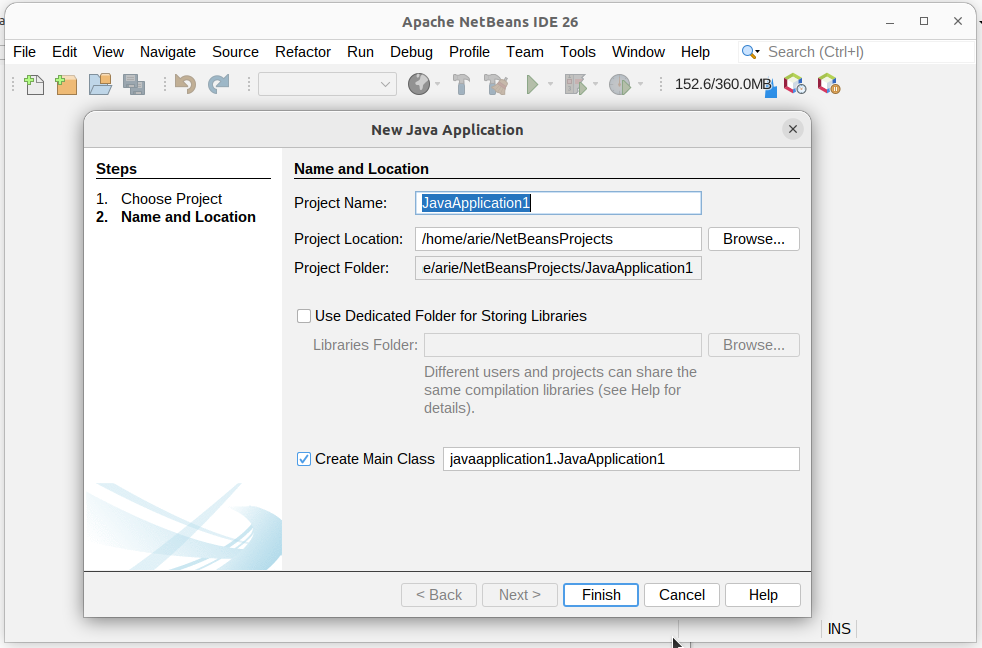 Apache NetBeans IDE 26
File Edit View Navigate Source Refactor Run Debug Profile Team Tools Window Help Search (Ctrl+I)
152.6/360.0MB
New Java Application
Steps
1. Choose Project
2. Name and Location
Name and Location
Project Name: JavaApplication1
Project Location: /home/arie/NetBeansProjects Browse...
Project Folder: e/arie/NetBeansProjects/JavaApplication1
Use Dedicated Folder for Storing Libraries
Libraries Folder: Browse...
Different users and projects can share the
same compilation libraries (see Help for
details).
Create Main Class javaapplication1.JavaApplication1
< Back Next > Finish Cancel Help
INS